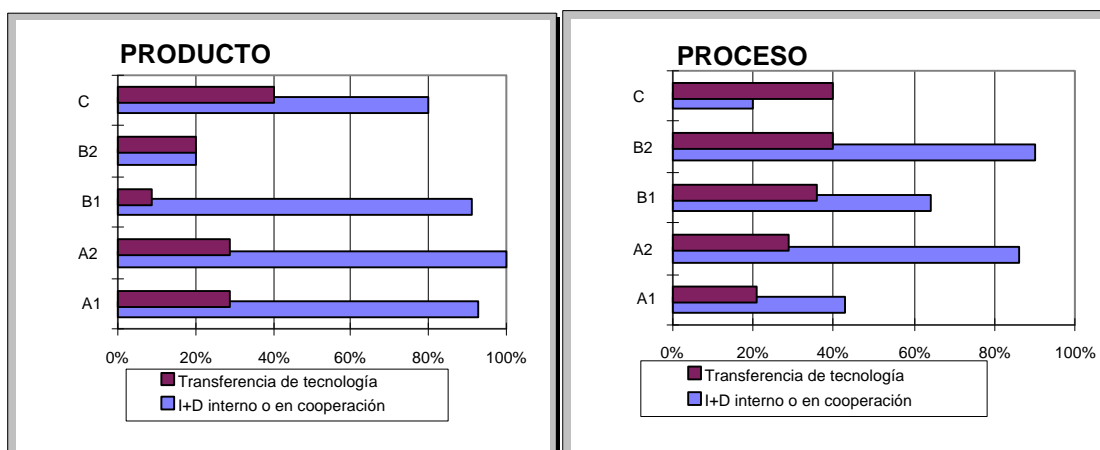 PRODUCTO
C
B2
B1
A2
A1
0% 20% 40% 60% 80% 100%
Transferencia de tecnología
I+D interno o en cooperación
PROCESO
C
B2
B1
A2
A1
0% 20% 40% 60% 80% 100%
Transferencia de tecnología
I+D interno o en cooperación